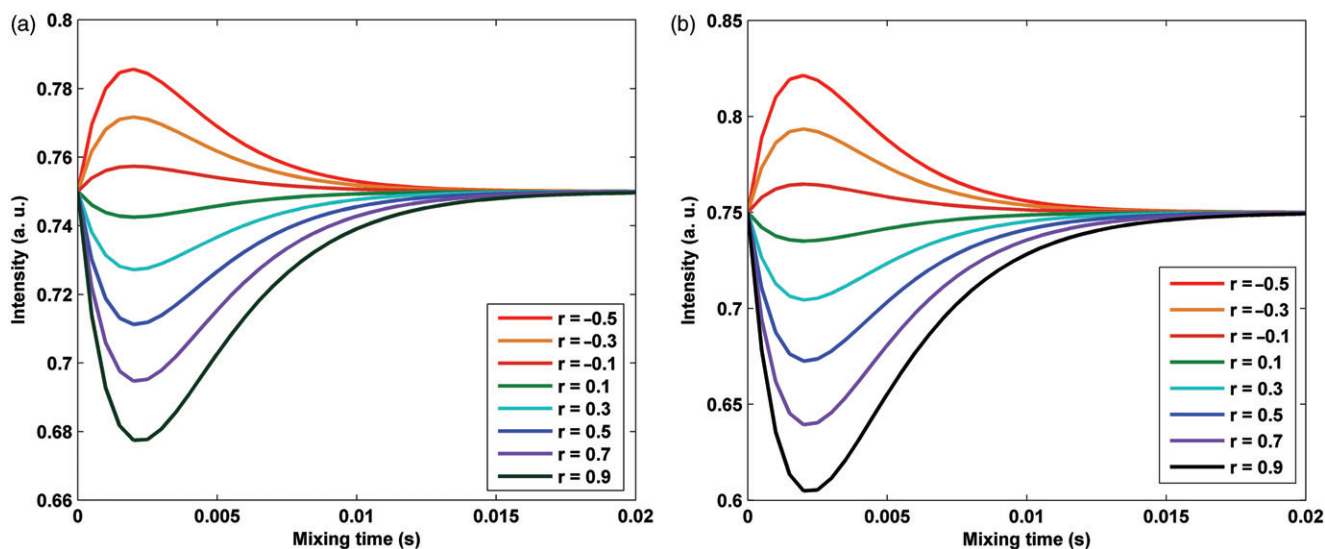 (a)
0.8
0.78
0.76
0.74
0.72
0.7
0.68
0.66
Intensity (a. u.)
0
0.005
0.01
0.015
0.02
Mixing time (s)
r = –0.5
r = –0.3
r = –0.1
r = 0.1
r = 0.3
r = 0.5
r = 0.7
r = 0.9
(b)
0.9
0.85
0.8
0.75
0.7
0.65
0.6
Intensity (a. u.)
0
0.005
0.01
0.015
0.02
Mixing time (s)
r = –0.5
r = –0.3
r = –0.1
r = 0.1
r = 0.3
r = 0.5
r = 0.7
r = 0.9